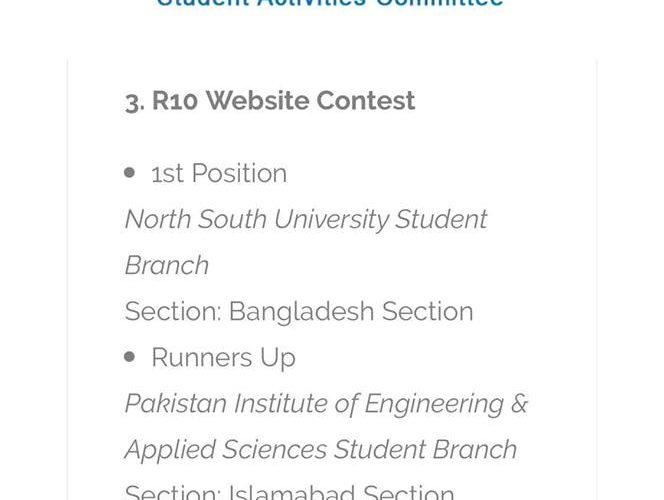 Student Activities Committee
3. R10 Website Contest
• 1st Position
North South University Student
Branch
Section: Bangladesh Section
• Runners Up
Pakistan Institute of Engineering &
Applied Sciences Student Branch
Section: Islamabad Section